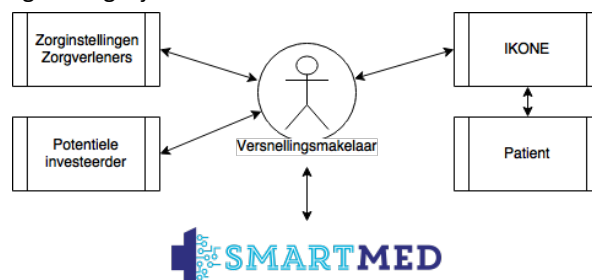 Zorginstellingen
Zorgverleners
IKONE
Potentiele
investeerder
Versnellingsmakelaar
Patient
SMARTMED